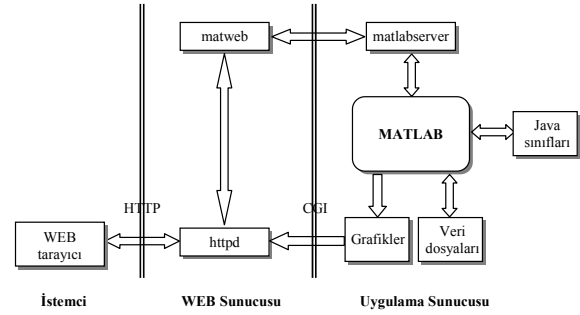 matweb
matlabserver
MATLAB
Java
sınıfları
HTTP
CGI
WEB
tarayıcı
httpd
Grafikler
Veri
dosyaları
İstemci
WEB Sunucusu
Uygulama Sunucusu